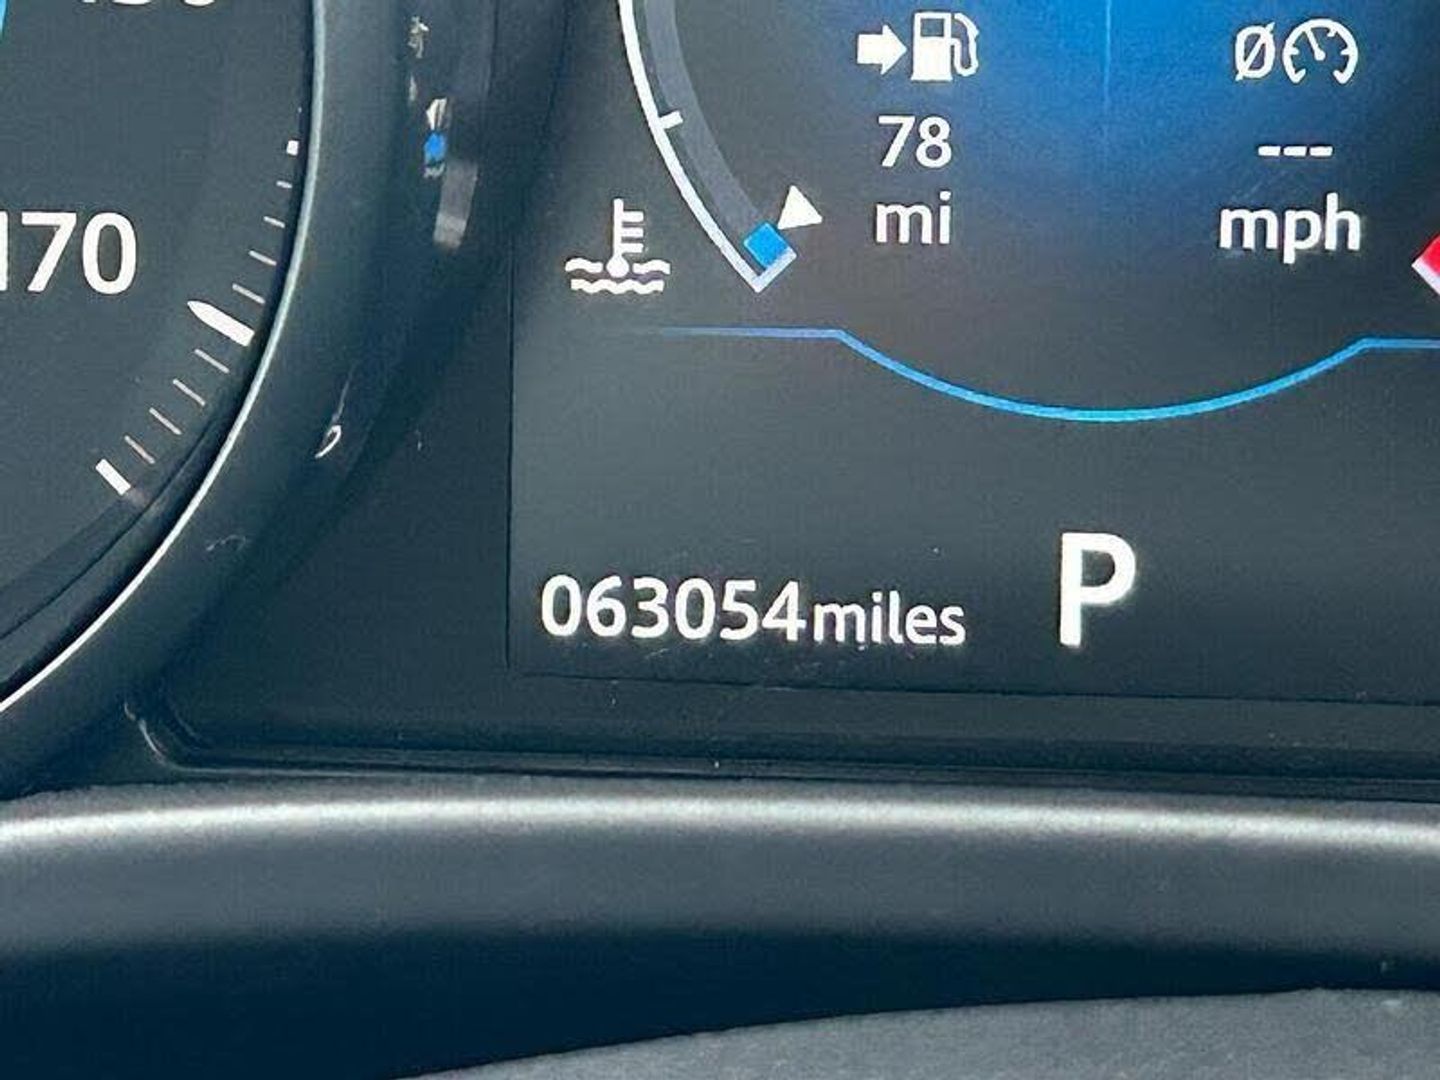 170
78
mi
Ø
---
mph
063054miles
P